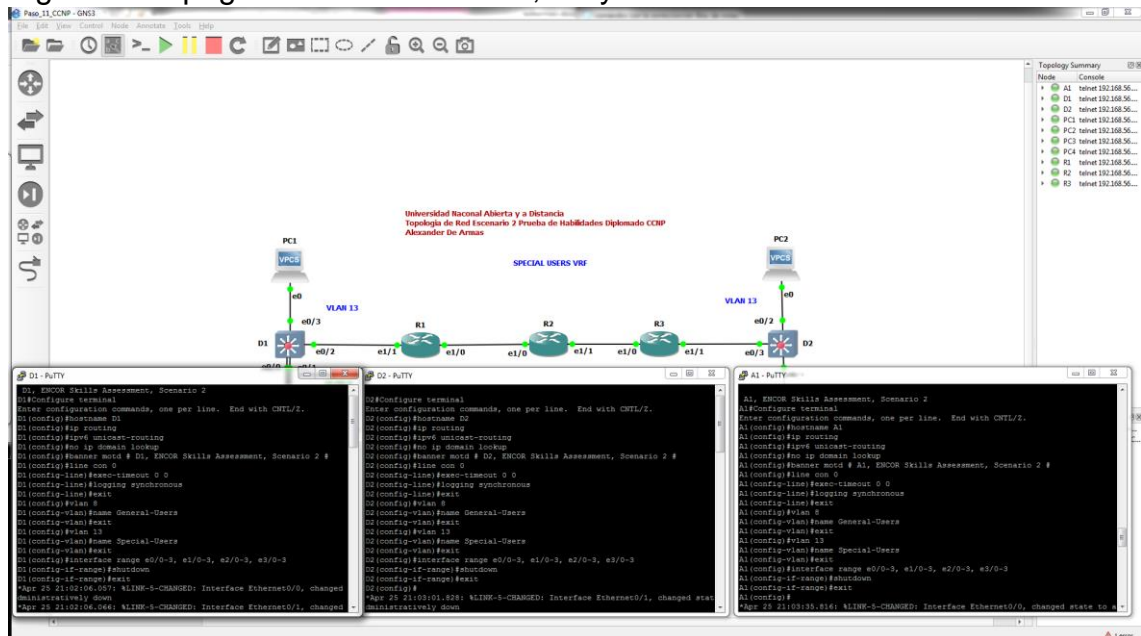 Paso_11_CCNP - GNS3
File Edit View Control Node Annotate Tools Help
Topology Summary
Node Console
A1 telnet 192.168.56....
D1 telnet 192.168.56....
D2 telnet 192.168.56....
PC1 telnet 192.168.56....
PC2 telnet 192.168.56....
PC3 telnet 192.168.56....
PC4 telnet 192.168.56....
R1 telnet 192.168.56....
R2 telnet 192.168.56....
R3 telnet 192.168.56....
Universidad Naconal Abierta y a Distancia
Topologia de Red Escenario 2 Prueba de Habilidades Diplomado CCNP
Alexander De Armas
PC1
PC2
VPCS
VPCS
SPECIAL USERS VRF
e0
e0
VLAN 13
VLAN 13
e0/3
e0/2
R1
R2
R3
D1
D2
e0/2
e1/1
e1/0
e1/0
e1/1
e1/0
e1/1
e0/3
D1 - PuTTY
D1, ENCOR Skills Assessment, Scenario 2
D1#Configure terminal
Enter configuration commands, one per line. End with CNTL/Z.
D1(config)#hostname D1
D1(config)#ip routing
D1(config)#ipv6 unicast-routing
D1(config)#no ip domain lookup
D1(config)#banner motd # D1, ENCOR Skills Assessment, Scenario 2 #
D1(config)#line con 0
D1(config-line)#exec-timeout 0 0
D1(config-line)#logging synchronous
D1(config-line)#exit
D1(config)#vlan 8
D1(config-vlan)#name General-Users
D1(config-vlan)#exit
D1(config)#vlan 13
D1(config-vlan)#name Special-Users
D1(config-vlan)#exit
D1(config)#interface range e0/0-3, e1/0-3, e2/0-3, e3/0-3
D1(config-if-range)#shutdown
D1(config-if-range)#exit
*Apr 25 21:02:06.057: %LINK-5-CHANGED: Interface Ethernet0/0, changed
dministratively down
*Apr 25 21:02:06.066: %LINK-5-CHANGED: Interface Ethernet0/1, changed
D2 - PuTTY
D2#Configure terminal
Enter configuration commands, one per line. End with CNTL/Z.
D2(config)#hostname D2
D2(config)#ip routing
D2(config)#ipv6 unicast-routing
D2(config)#no ip domain lookup
D2(config)#banner motd # D2, ENCOR Skills Assessment, Scenario 2 #
D2(config)#line con 0
D2(config-line)#exec-timeout 0 0
D2(config-line)#logging synchronous
D2(config-line)#exit
D2(config)#vlan 8
D2(config-vlan)#name General-Users
D2(config-vlan)#exit
D2(config)#vlan 13
D2(config-vlan)#name Special-Users
D2(config-vlan)#exit
D2(config)#interface range e0/0-3, e1/0-3, e2/0-3, e3/0-3
D2(config-if-range)#shutdown
D2(config-if-range)#exit
D2(config)#
*Apr 25 21:03:01.828: %LINK-5-CHANGED: Interface Ethernet0/1, changed stat
dministratively down
A1 - PuTTY
A1, ENCOR Skills Assessment, Scenario 2
A1#Configure terminal
Enter configuration commands, one per line. End with CNTL/Z.
A1(config)#hostname A1
A1(config)#ip routing
A1(config)#ipv6 unicast-routing
A1(config)#no ip domain lookup
A1(config)#banner motd # A1, ENCOR Skills Assessment, Scenario 2 #
A1(config)#line con 0
A1(config-line)#exec-timeout 0 0
A1(config-line)#logging synchronous
A1(config-line)#exit
A1(config)#vlan 8
A1(config-vlan)#name General-Users
A1(config-vlan)#exit
A1(config)#vlan 13
A1(config-vlan)#name Special-Users
A1(config-vlan)#exit
A1(config)#interface range e0/0-3, e1/0-3, e2/0-3, e3/0-3
A1(config-if-range)#shutdown
A1(config-if-range)#exit
A1(config)#
*Apr 25 21:03:35.816: %LINK-5-CHANGED: Interface Ethernet0/0, changed state to a